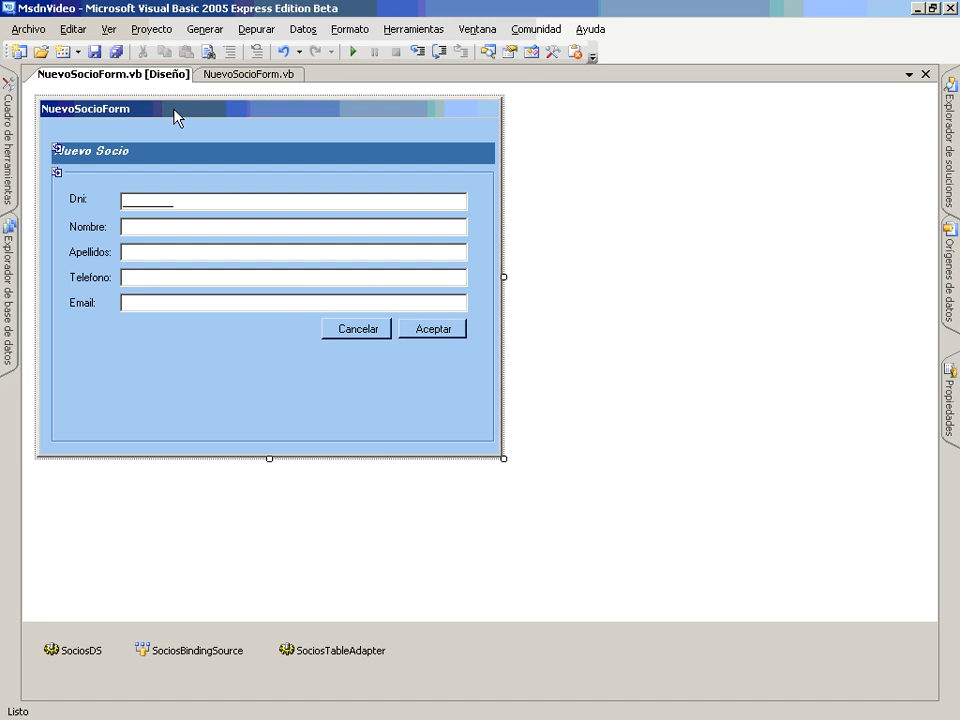 MsdnVideo - Microsoft Visual Basic 2005 Express Edition Beta
Archivo Editar Ver Proyecto Generar Depurar Datos Formato Herramientas Ventana Comunidad Ayuda
NuevoSocioForm.vb [Diseño] NuevoSocioForm.vb
Cuadro de herramientas
Explorador de base de datos
NuevoSocioForm
Nuevo Socio
Dni: _________
Nombre:
Apellidos:
Telefono:
Email:
Cancelar Aceptar
Explorador de soluciones
Orígenes de datos
Propiedades
SociosDS SociosBindingSource SociosTableAdapter
Listo